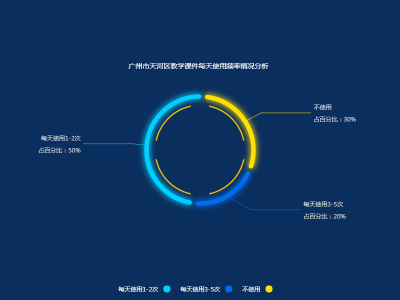 广州市天河区教学课件每天使用频率情况分析
不使用
占百分比：30%
每天使用1-2次
占百分比：50%
每天使用3-5次
占百分比：20%
每天使用1-2次 每天使用3-5次 不使用